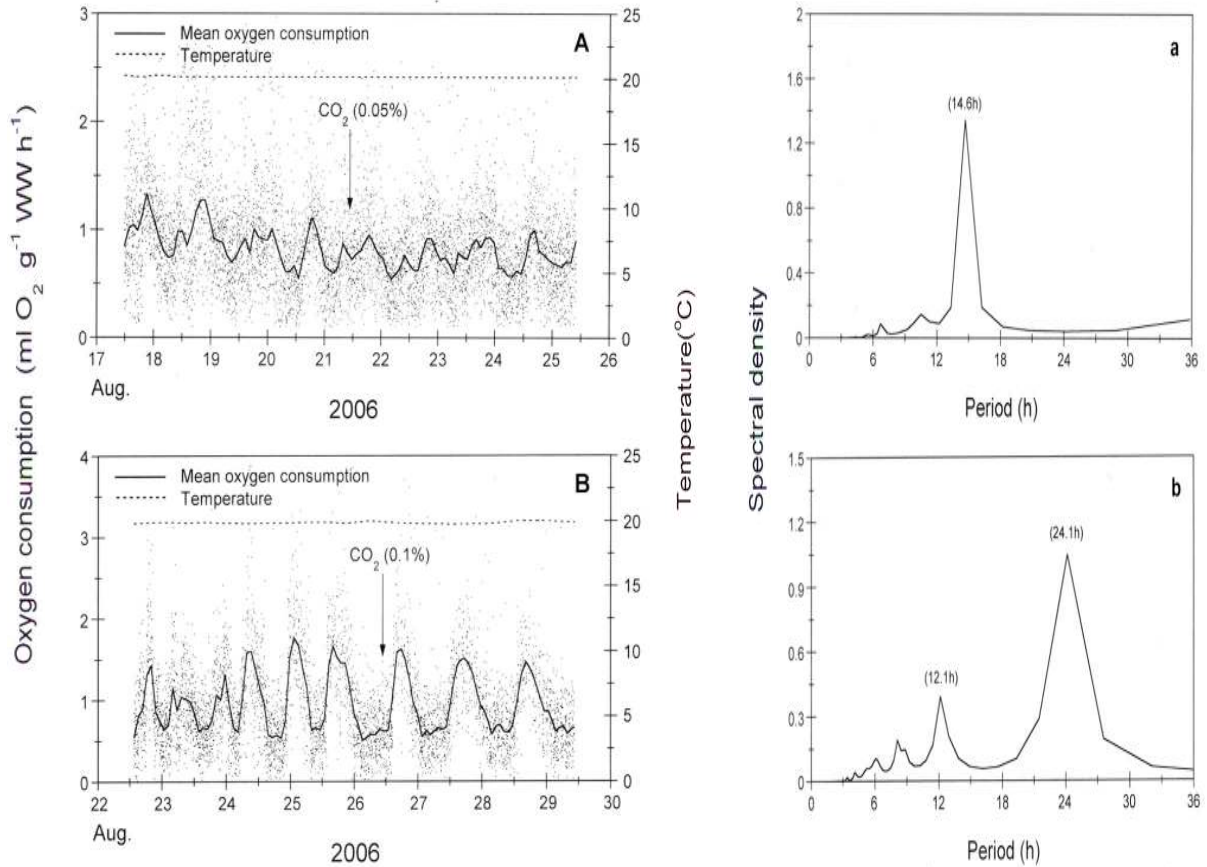 Oxygen consumption (ml O₂ g⁻¹ WW h⁻¹)
3
2
1
0
Mean oxygen consumption
Temperature
A
CO₂ (0.05%)
25
20
15
10
5
0
17 18 19 20 21 22 23 24 25 26
Aug.
2006
2
1.6
1.2
0.8
0.4
0
a
(14.6h)
0 6 12 18 24 30 36
Period (h)
Temperature(°C)
Spectral density
4
3
2
1
0
Mean oxygen consumption
Temperature
B
CO₂ (0.1%)
25
20
15
10
5
0
22 23 24 25 26 27 28 29 30
Aug.
2006
1.5
1.2
0.9
0.6
0.3
0
b
(24.1h)
(12.1h)
0 6 12 18 24 30 36
Period (h)